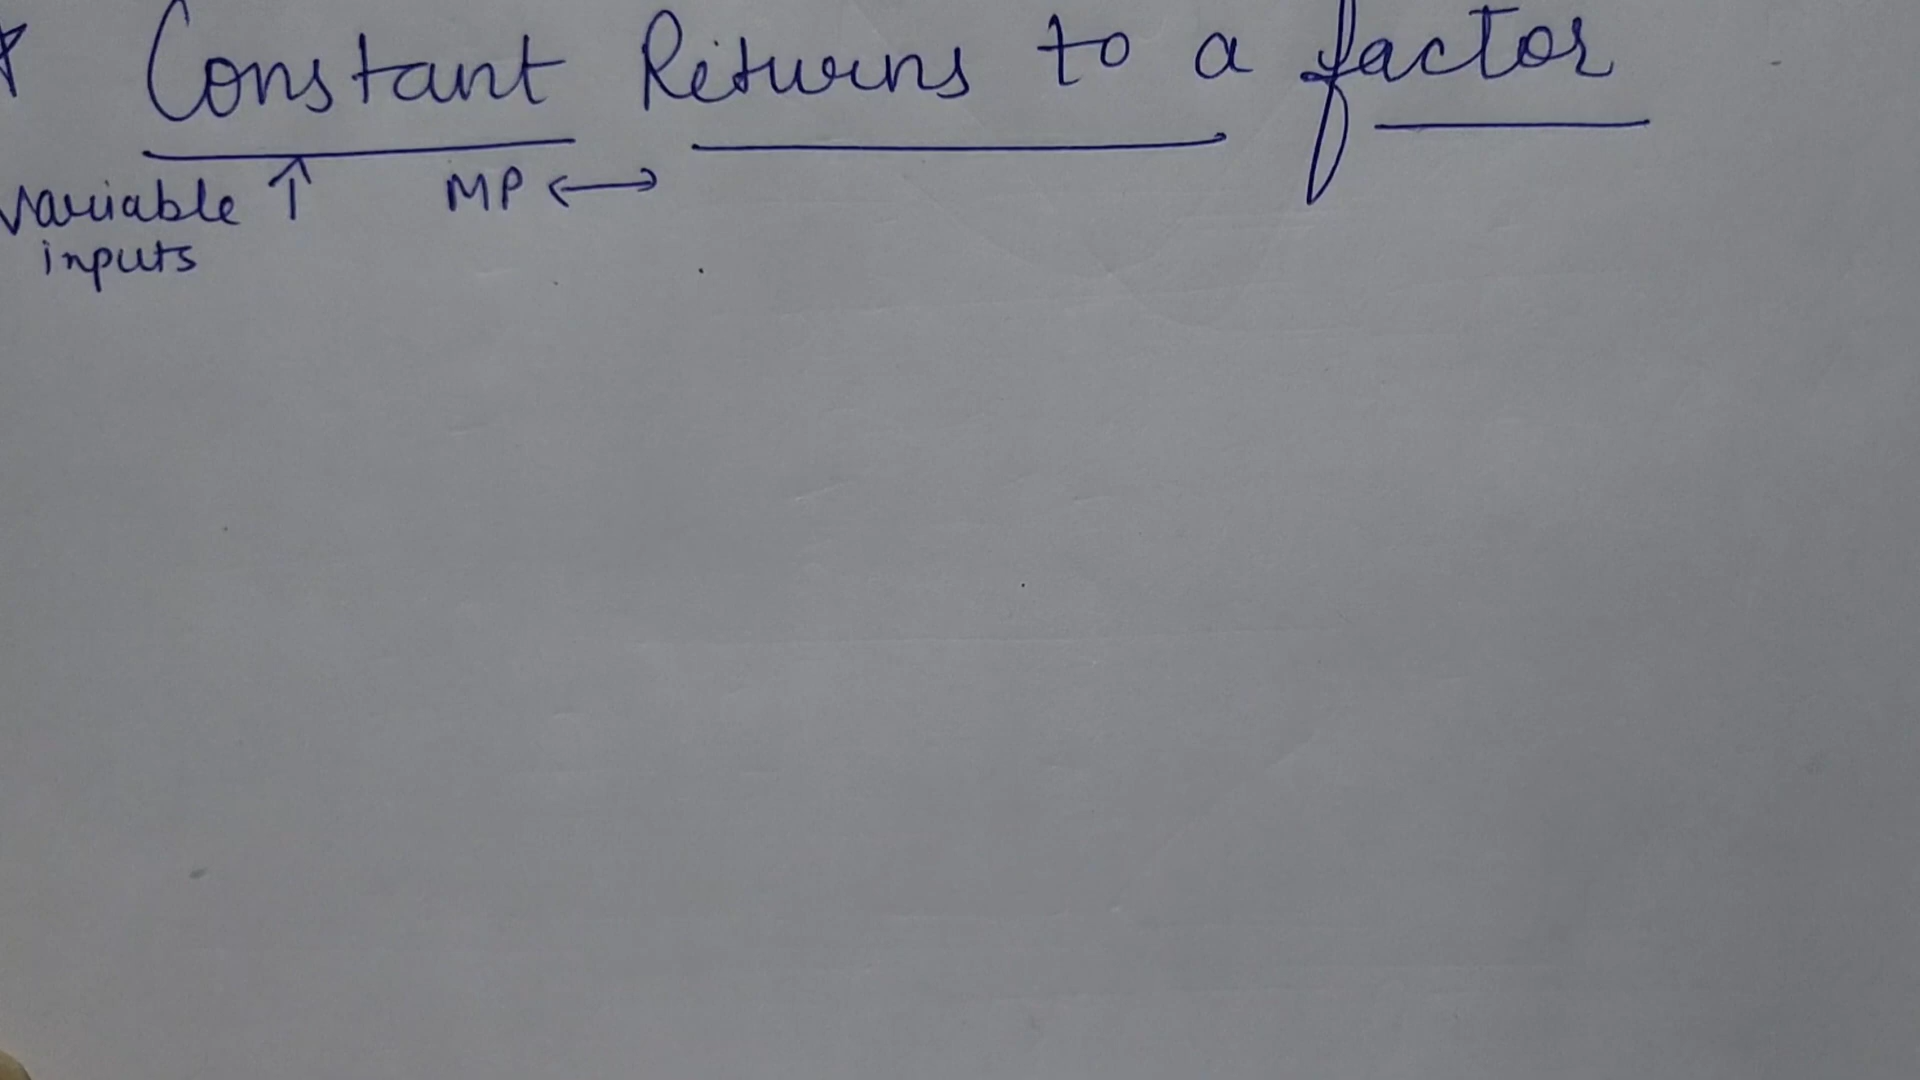 * Constant Returns to a factor
variable ↑ MP ↔
inputs